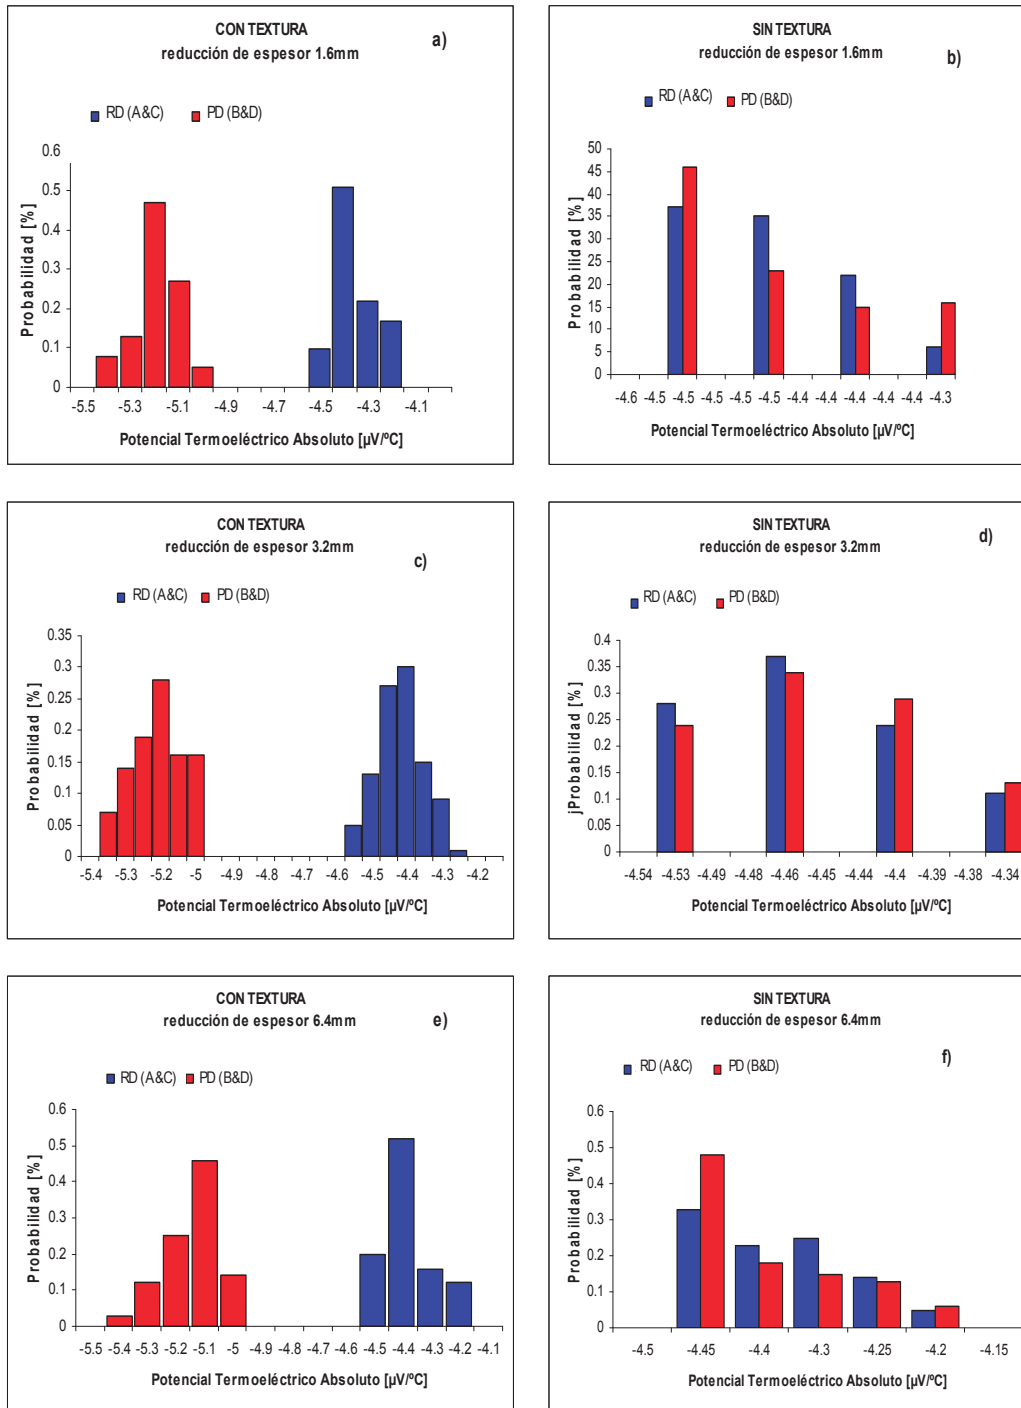 CON TEXTURA
reducción de espesor 1.6mm
a)
RD (A&C) PD (B&D)
0.6
0.5
0.4
0.3
0.2
0.1
0
Probabilidad [%]
-5.5 -5.3 -5.1 -4.9 -4.7 -4.5 -4.3 -4.1
Potencial Termoeléctrico Absoluto [µV/ºC]
SIN TEXTURA
reducción de espesor 1.6mm
b)
RD (A&C) PD (B&D)
50
45
40
35
30
25
20
15
10
5
0
Probabilidad [%]
-4.6 -4.5 -4.5 -4.5 -4.5 -4.4 -4.4 -4.4 -4.4 -4.3
Potencial Termoeléctrico Absoluto [µV/ºC]
CON TEXTURA
reducción de espesor 3.2mm
c)
RD (A&C) PD (B&D)
0.35
0.3
0.25
0.2
0.15
0.1
0.05
0
Probabilidad [%]
-5.4 -5.3 -5.2 -5 -4.9 -4.8 -4.7 -4.6 -4.5 -4.4 -4.3 -4.2
Potencial Termoeléctrico Absoluto [µV/ºC]
SIN TEXTURA
reducción de espesor 3.2mm
d)
RD (A&C) PD (B&D)
0.4
0.35
0.3
0.25
0.2
0.15
0.1
0.05
0
jProbabilidad [%]
-4.54 -4.53 -4.49 -4.48 -4.46 -4.45 -4.44 -4.4 -4.39 -4.38 -4.34
Potencial Termoeléctrico Absoluto [µV/ºC]
CON TEXTURA
reducción de espesor 6.4mm
e)
RD (A&C) PD (B&D)
0.6
0.5
0.4
0.3
0.2
0.1
0
Probabilidad [%]
-5.5 -5.4 -5.3 -5.2 -5.1 -5 -4.9 -4.8 -4.7 -4.6 -4.5 -4.4 -4.3 -4.2 -4.1
Potencial Termoeléctrico Absoluto [µV/ºC]
SIN TEXTURA
reducción de espesor 6.4mm
f)
RD (A&C) PD (B&D)
0.6
0.5
0.4
0.3
0.2
0.1
0
Probabilidad [%]
-4.5 -4.45 -4.4 -4.3 -4.25 -4.2 -4.15
Potencial Termoeléctrico Absoluto [µV/ºC]